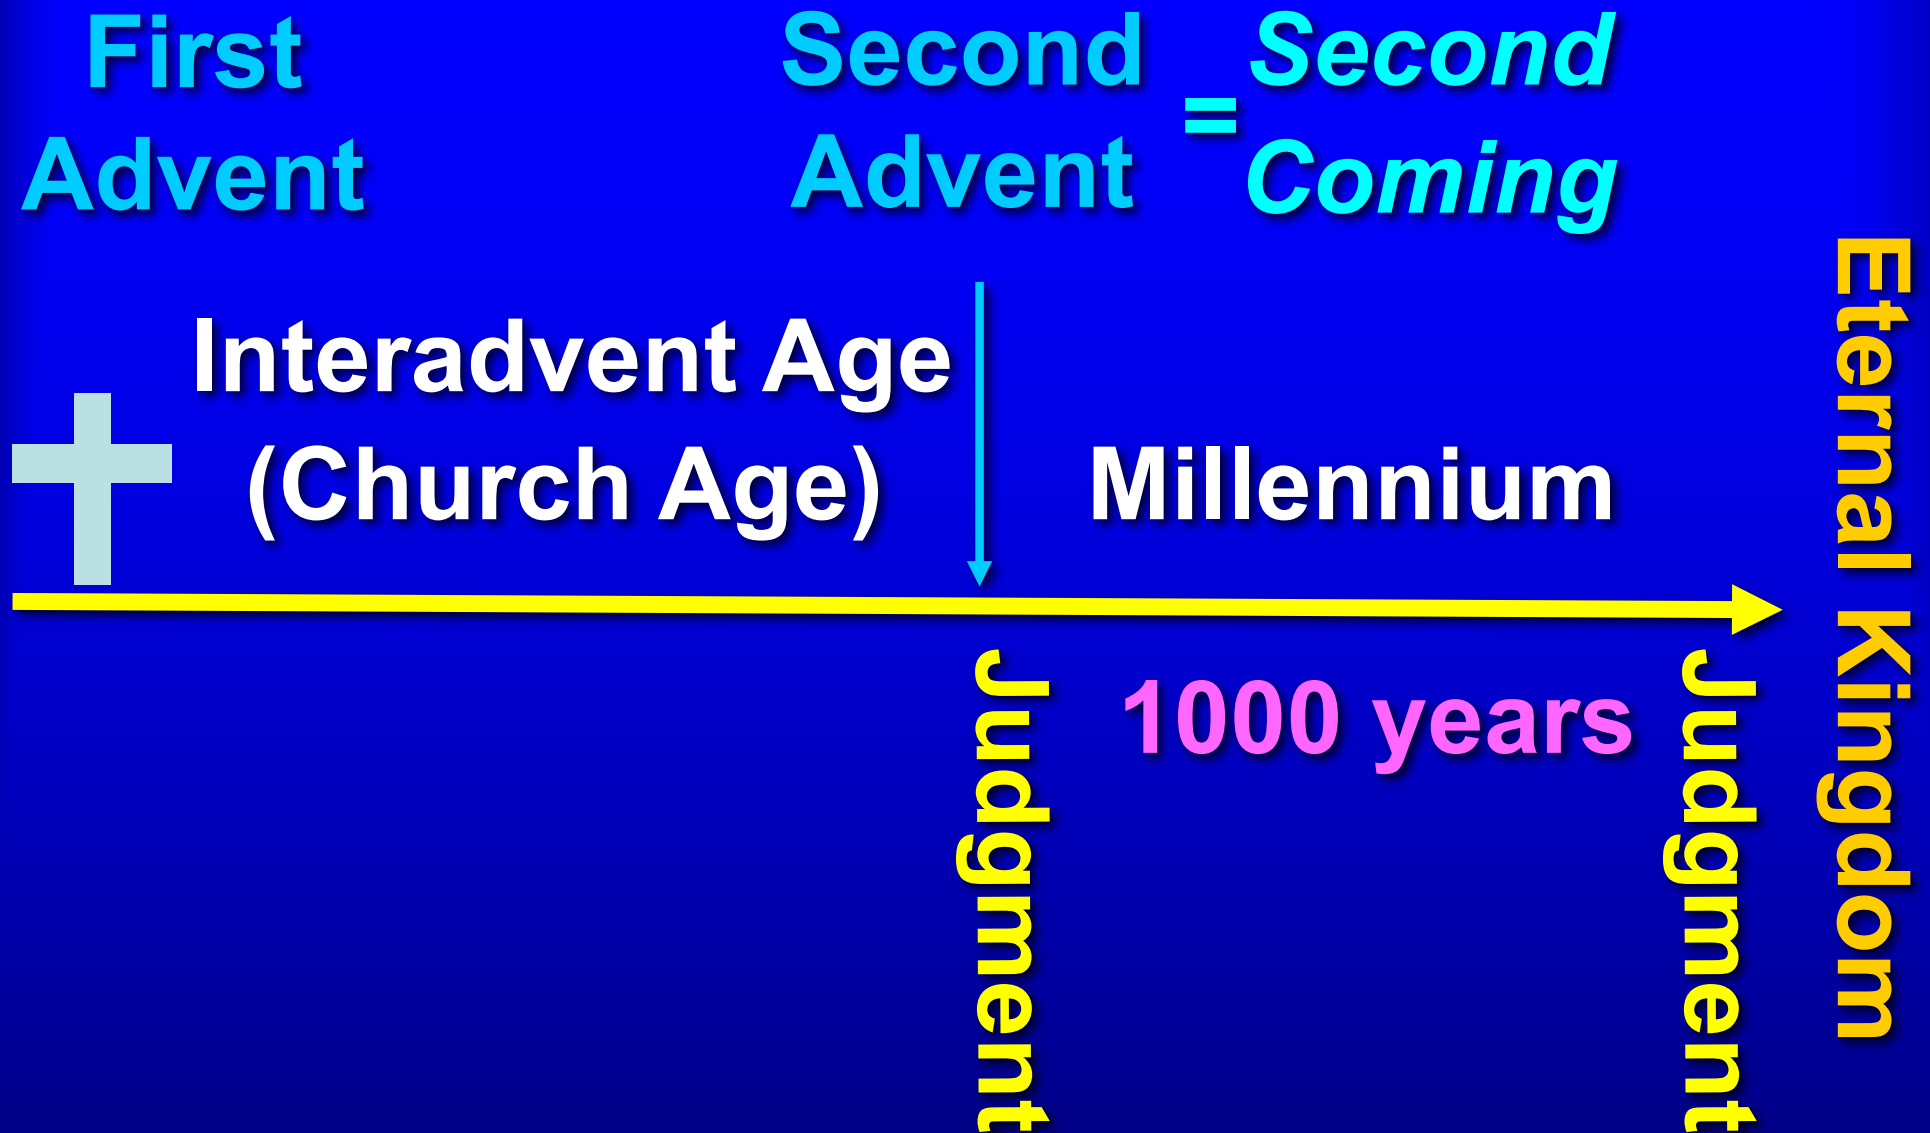 First
Advent
Second
Advent
=
Second
Coming
Interadvent Age
(Church Age)
Millennium
Eternal Kingdom
Judgment
1000 years
Judgment